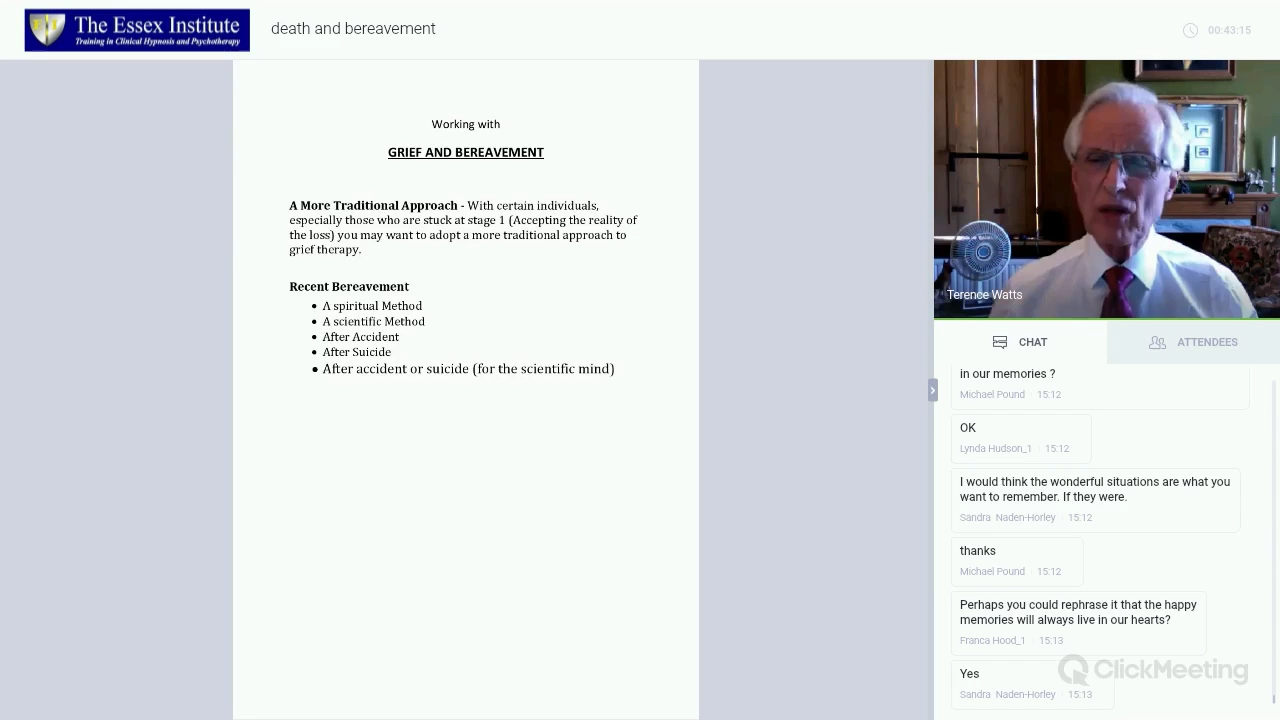 The Essex Institute
Training in Clinical Hypnosis and Psychotherapy
death and bereavement
00:43:15
Working with
GRIEF AND BEREAVEMENT
A More Traditional Approach - With certain individuals,
especially those who are stuck at stage 1 (Accepting the reality of
the loss) you may want to adopt a more traditional approach to
grief therapy.
Recent Bereavement
• A spiritual Method
• A scientific Method
• After Accident
• After Suicide
• After accident or suicide (for the scientific mind)
Terence Watts
CHAT
ATTENDEES
in our memories ?
Michael Pound 15:12
OK
Lynda Hudson_1 15:12
I would think the wonderful situations are what you
want to remember. If they were.
Sandra Naden-Horley 15:12
thanks
Michael Pound 15:12
Perhaps you could rephrase it that the happy
memories will always live in our hearts?
Franca Hood_1 15:13
Yes
Sandra Naden-Horley 15:13
ClickMeeting